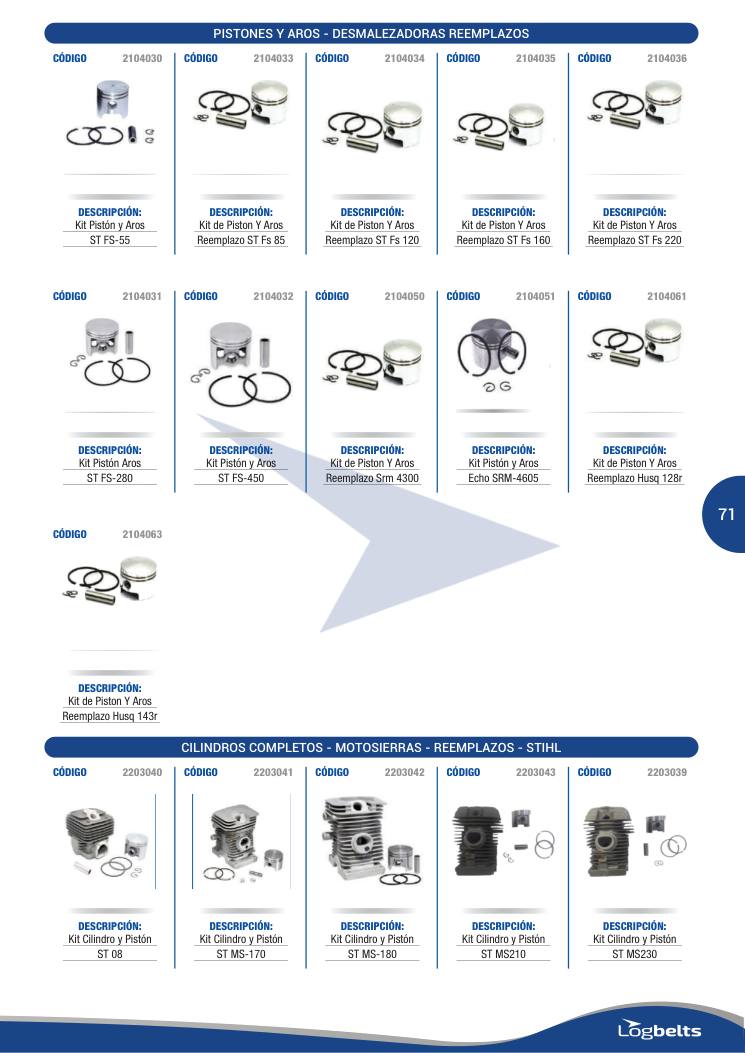 PISTONES Y AROS - DESMALEZADORAS REEMPLAZOS
CÓDIGO 2104030
DESCRIPCIÓN:
Kit Pistón y Aros
ST FS-55
CÓDIGO 2104033
DESCRIPCIÓN:
Kit de Piston Y Aros
Reemplazo ST Fs 85
CÓDIGO 2104034
DESCRIPCIÓN:
Kit de Piston Y Aros
Reemplazo ST Fs 120
CÓDIGO 2104035
DESCRIPCIÓN:
Kit de Piston Y Aros
Reemplazo ST Fs 160
CÓDIGO 2104036
DESCRIPCIÓN:
Kit de Piston Y Aros
Reemplazo ST Fs 220
CÓDIGO 2104031
DESCRIPCIÓN:
Kit Pistón Aros
ST FS-280
CÓDIGO 2104032
DESCRIPCIÓN:
Kit Pistón y Aros
ST FS-450
CÓDIGO 2104050
DESCRIPCIÓN:
Kit de Piston Y Aros
Reemplazo Srm 4300
CÓDIGO 2104051
DESCRIPCIÓN:
Kit Pistón y Aros
Echo SRM-4605
CÓDIGO 2104061
DESCRIPCIÓN:
Kit de Piston Y Aros
Reemplazo Husq 128r
71
CÓDIGO 2104063
DESCRIPCIÓN:
Kit de Piston Y Aros
Reemplazo Husq 143r
CILINDROS COMPLETOS - MOTOSIERRAS - REEMPLAZOS - STIHL
CÓDIGO 2203040
DESCRIPCIÓN:
Kit Cilindro y Pistón
ST 08
CÓDIGO 2203041
DESCRIPCIÓN:
Kit Cilindro y Pistón
ST MS-170
CÓDIGO 2203042
DESCRIPCIÓN:
Kit Cilindro y Pistón
ST MS-180
CÓDIGO 2203043
DESCRIPCIÓN:
Kit Cilindro y Pistón
ST MS210
CÓDIGO 2203039
DESCRIPCIÓN:
Kit Cilindro y Pistón
ST MS230
Logbelts